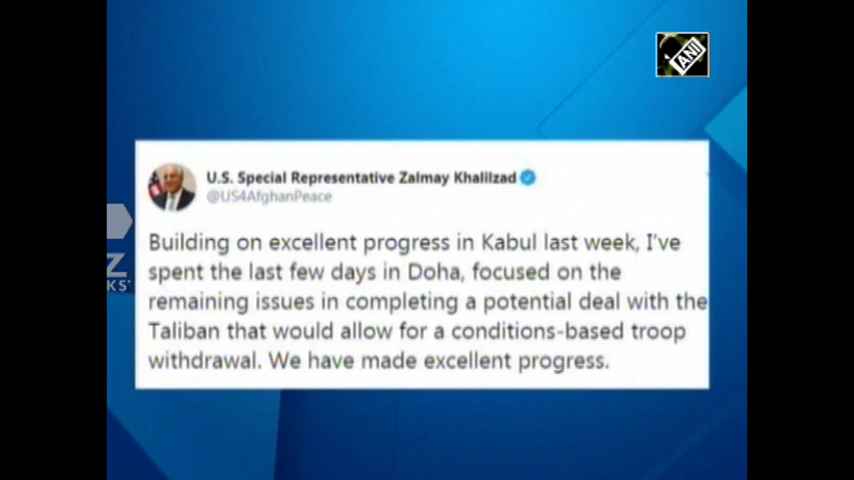 ANI
U.S. Special Representative Zalmay Khalilzad
@US4AfghanPeace
Building on excellent progress in Kabul last week, I've
spent the last few days in Doha, focused on the
remaining issues in completing a potential deal with the
Taliban that would allow for a conditions-based troop
withdrawal. We have made excellent progress.
Z
KS'